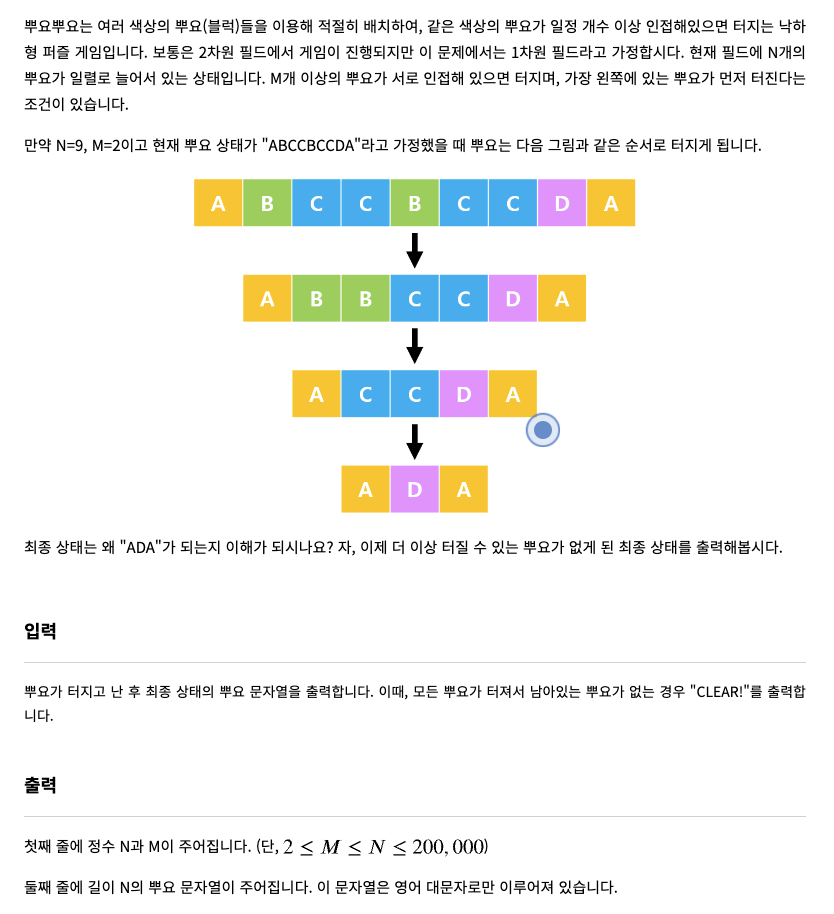 뿌요뿌요는 여러 색상의 뿌요(블럭)들을 이용해 적절히 배치하여, 같은 색상의 뿌요가 일정 개수 이상 인접해있으면 터지는 낙하
형 퍼즐 게임입니다. 보통은 2차원 필드에서 게임이 진행되지만 이 문제에서는 1차원 필드라고 가정합시다. 현재 필드에 N개의
뿌요가 일렬로 늘어서 있는 상태입니다. M개 이상의 뿌요가 서로 인접해 있으면 터지며, 가장 왼쪽에 있는 뿌요가 먼저 터진다는
조건이 있습니다.
만약 N=9, M=2이고 현재 뿌요 상태가 "ABCCBCCDA"라고 가정했을 때 뿌요는 다음 그림과 같은 순서로 터지게 됩니다.
A B C C B C C D A
A B B C C D A
A C C D A
A D A
최종 상태는 왜 "ADA"가 되는지 이해가 되시나요? 자, 이제 더 이상 터질 수 있는 뿌요가 없게 된 최종 상태를 출력해봅시다.
입력
뿌요가 터지고 난 후 최종 상태의 뿌요 문자열을 출력합니다. 이때, 모든 뿌요가 터져서 남아있는 뿌요가 없는 경우 "CLEAR!"를 출력합
니다.
출력
첫째 줄에 정수 N과 M이 주어집니다. (단, 2 ≤ M ≤ N ≤ 200,000)
둘째 줄에 길이 N의 뿌요 문자열이 주어집니다. 이 문자열은 영어 대문자로만 이루어져 있습니다.